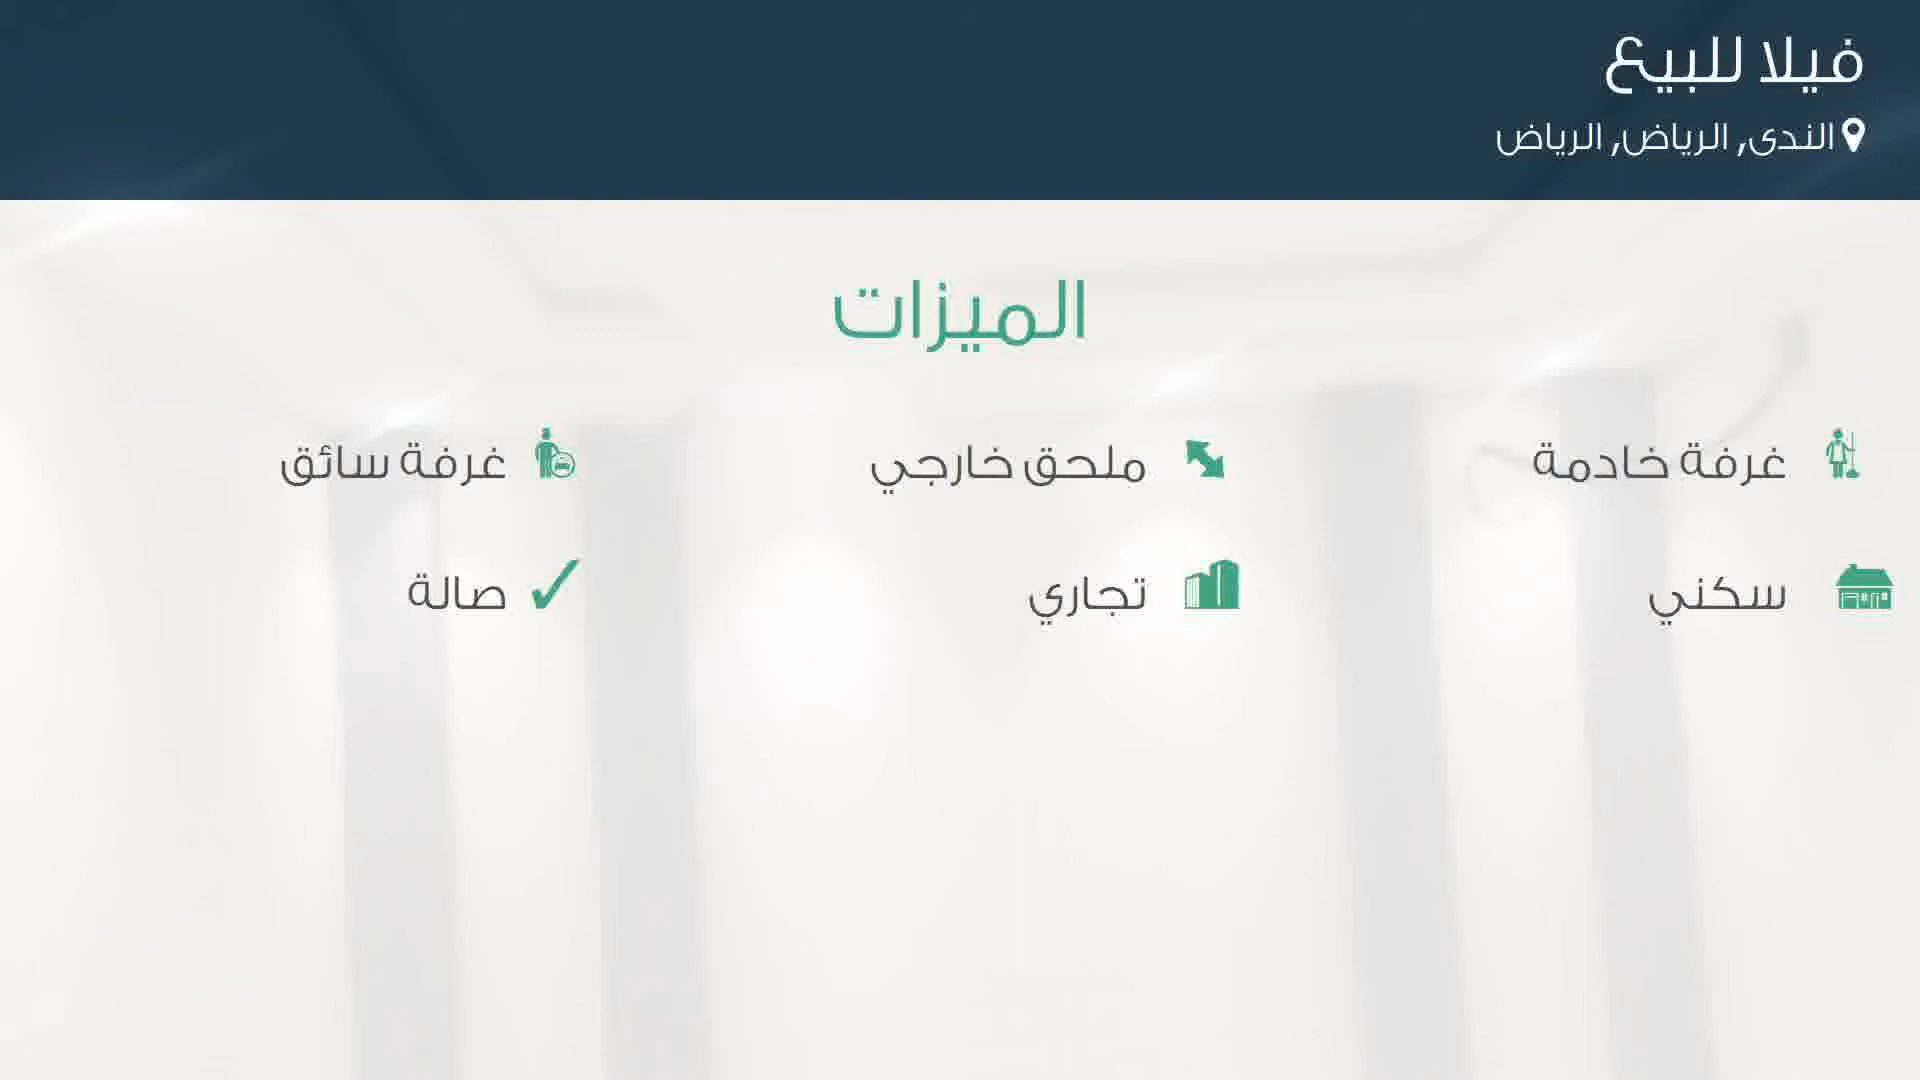 فيلا للبيع
الندى, الرياض, الرياض
الميزات
غرفة خادمة
ملحق خارجي
غرفة سائق
سكني
تجاري
صالة